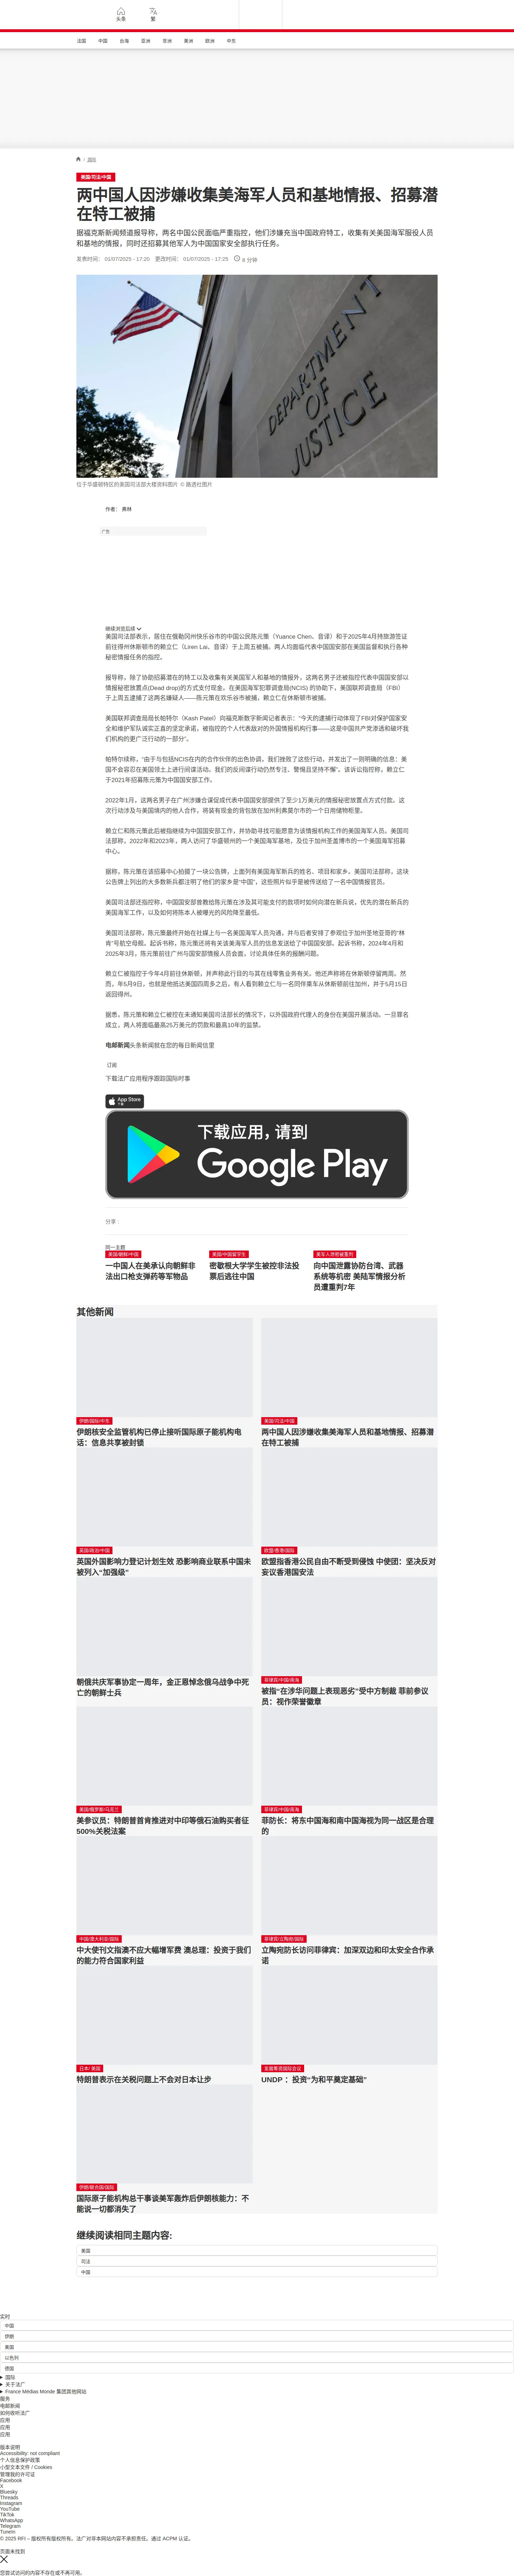 头条
繁
法国
中国
台湾
亚洲
非洲
美洲
欧洲
中东
/ 国际
美国/司法/中国
两中国人因涉嫌收集美海军人员和基地情报、招募潜
在特工被捕
据福克斯新闻频道报导称，两名中国公民面临严重指控，他们涉嫌充当中国政府特工，收集有关美国海军服役人员
和基地的情报，同时还招募其他军人为中国国家安全部执行任务。
发表时间： 01/07/2025 - 17:20 更改时间： 01/07/2025 - 17:25 8 分钟
DEPARTMENT OF JUSTICE
位于华盛顿特区的美国司法部大楼资料图片 © 路透社图片
作者： 弗林
广告
继续浏览后续
美国司法部表示，居住在俄勒冈州快乐谷市的中国公民陈元策（Yuance Chen、音译）和于2025年4月持旅游签证
前往得州休斯顿市的赖立仁（Liren Lai、音译）于上周五被捕。两人均面临代表中国国安部在美国监督和执行各种
秘密情报任务的指控。
报导称，除了协助招募潜在的特工以及收集有关美国军人和基地的情报外，这两名男子还被指控代表中国国安部以
情报秘密放置点(Dead drop)的方式支付现金。在美国海军犯罪调查局(NCIS) 的协助下，美国联邦调查局（FBI）
于上周五逮捕了这两名嫌疑人——陈元策在欢乐谷市被捕，赖立仁在休斯顿市被捕。
美国联邦调查局局长帕特尔（Kash Patel）向福克斯数字新闻记者表示：“今天的逮捕行动体现了FBI对保护国家安
全和维护军队诚实正直的坚定承诺，被指控的个人代表敌对的外国情报机构行事——这是中国共产党渗透和破坏我
们机构的更广泛行动的一部分”。
帕特尔续称，“由于与包括NCIS在内的合作伙伴的出色协调，我们挫败了这些行动，并发出了一则明确的信息：美
国不会容忍在美国领土上进行间谍活动。我们的反间谍行动仍然专注、警惕且坚持不懈”。该诉讼指控称，赖立仁
于2021年招募陈元策为中国国安部工作。
2022年1月，这两名男子在广州涉嫌合谋促成代表中国国安部提供了至少1万美元的情报秘密放置点方式付款。这
次行动涉及与美国境内的他人合作，将装有现金的背包放在加州利弗莫尔市的一个日用储物柜里。
赖立仁和陈元策此后被指继续为中国国安部工作，并协助寻找可能愿意为该情报机构工作的美国海军人员。美国司
法部称，2022年和2023年，两人访问了华盛顿州的一个美国海军基地，及位于加州圣盖博市的一个美国海军招募
中心。
据称，陈元策在该招募中心拍摄了一块公告牌，上面列有美国海军新兵的姓名、项目和家乡。美国司法部称，这块
公告牌上列出的大多数新兵都注明了他们的家乡是“中国”，这些照片似乎是被传送给了一名中国情报官员。
美国司法部还指控称，中国国安部曾教给陈元策在涉及其可能支付的款项时如何向潜在新兵说，优先的潜在新兵的
美国海军工作，以及如何将陈本人被曝光的风险降至最低。
美国司法部称，陈元策最终开始在社媒上与一名美国海军人员沟通，并与后者安排了参观位于加州圣地亚哥的“林
肯”号航空母舰。起诉书称，陈元策还将有关该美海军人员的信息发送给了中国国安部。起诉书称，2024年4月和
2025年3月，陈元策前往广州与国安部情报人员会面，讨论具体任务的报酬问题。
赖立仁被指控于今年4月前往休斯顿，并声称此行目的与其在线零售业务有关。他还声称将在休斯顿停留两周。然
而，年5月9日，也就是他抵达美国四周多之后，有人看到赖立仁与一名同伴乘车从休斯顿前往加州，并于5月15日
返回得州。
据悉，陈元策和赖立仁被控在未通知美国司法部长的情况下，以外国政府代理人的身份在美国开展活动。一旦罪名
成立，两人将面临最高25万美元的罚款和最高10年的监禁。
电邮新闻头条新闻就在您的每日新闻信里
订阅
下载法广应用程序跟踪国际时事
App Store
下载
下载应用，请到
Google Play
分享 :
同一主题
美国/朝鲜/中国
一中国人在美承认向朝鲜非
法出口枪支弹药等军物品
美国/中国留学生
密歇根大学学生被控非法投
票后逃往中国
美军人泄密被重判
向中国泄露协防台湾、武器
系统等机密 美陆军情报分析
员遭重判7年
其他新闻
伊朗/国际/中东
伊朗核安全监管机构已停止接听国际原子能机构电
话：信息共享被封锁
美国/司法/中国
两中国人因涉嫌收集美海军人员和基地情报、招募潜
在特工被捕
英国/政治/中国
英国外国影响力登记计划生效 恐影响商业联系中国未
被列入“加强级”
欧盟/香港/国际
欧盟指香港公民自由不断受到侵蚀 中使团：坚决反对
妄议香港国安法
朝俄共庆军事协定一周年，金正恩悼念俄乌战争中死
亡的朝鲜士兵
菲律宾/中国/南海
被指“在涉华问题上表现恶劣”受中方制裁 菲前参议
员：视作荣誉徽章
美国/俄罗斯/乌克兰
美参议员：特朗普首肯推进对中印等俄石油购买者征
500%关税法案
菲律宾/中国/南海
菲防长：将东中国海和南中国海视为同一战区是合理
的
中国/澳大利亚/国际
中大使刊文指澳不应大幅增军费 澳总理：投资于我们
的能力符合国家利益
菲律宾/立陶宛/国际
立陶宛防长访问菲律宾：加深双边和印太安全合作承
诺
日本/ 美国
特朗普表示在关税问题上不会对日本让步
发展筹资国际会议
UNDP ：投资“为和平奠定基础”
伊朗/联合国/国际
国际原子能机构总干事谈美军轰炸后伊朗核能力：不
能说一切都消失了
继续阅读相同主题内容:
美国
司法
中国
实时
中国
伊朗
美国
以色列
德国
国际
关于法广
France Médias Monde 集团其他网站
服务
电邮新闻
如何收听法广
应用
应用
应用
版本说明
Accessibility: not compliant
个人信息保护政策
小型文本文件 / Cookies
管理我的许可证
Facebook
X
Bluesky
Threads
Instagram
YouTube
TikTok
WhatsApp
Telegram
TuneIn
© 2025 RFI – 版权所有版权所有。法广对非本网站内容不承担责任。通过 ACPM 认证。
页面未找到
您尝试访问的内容不存在或不再可用。